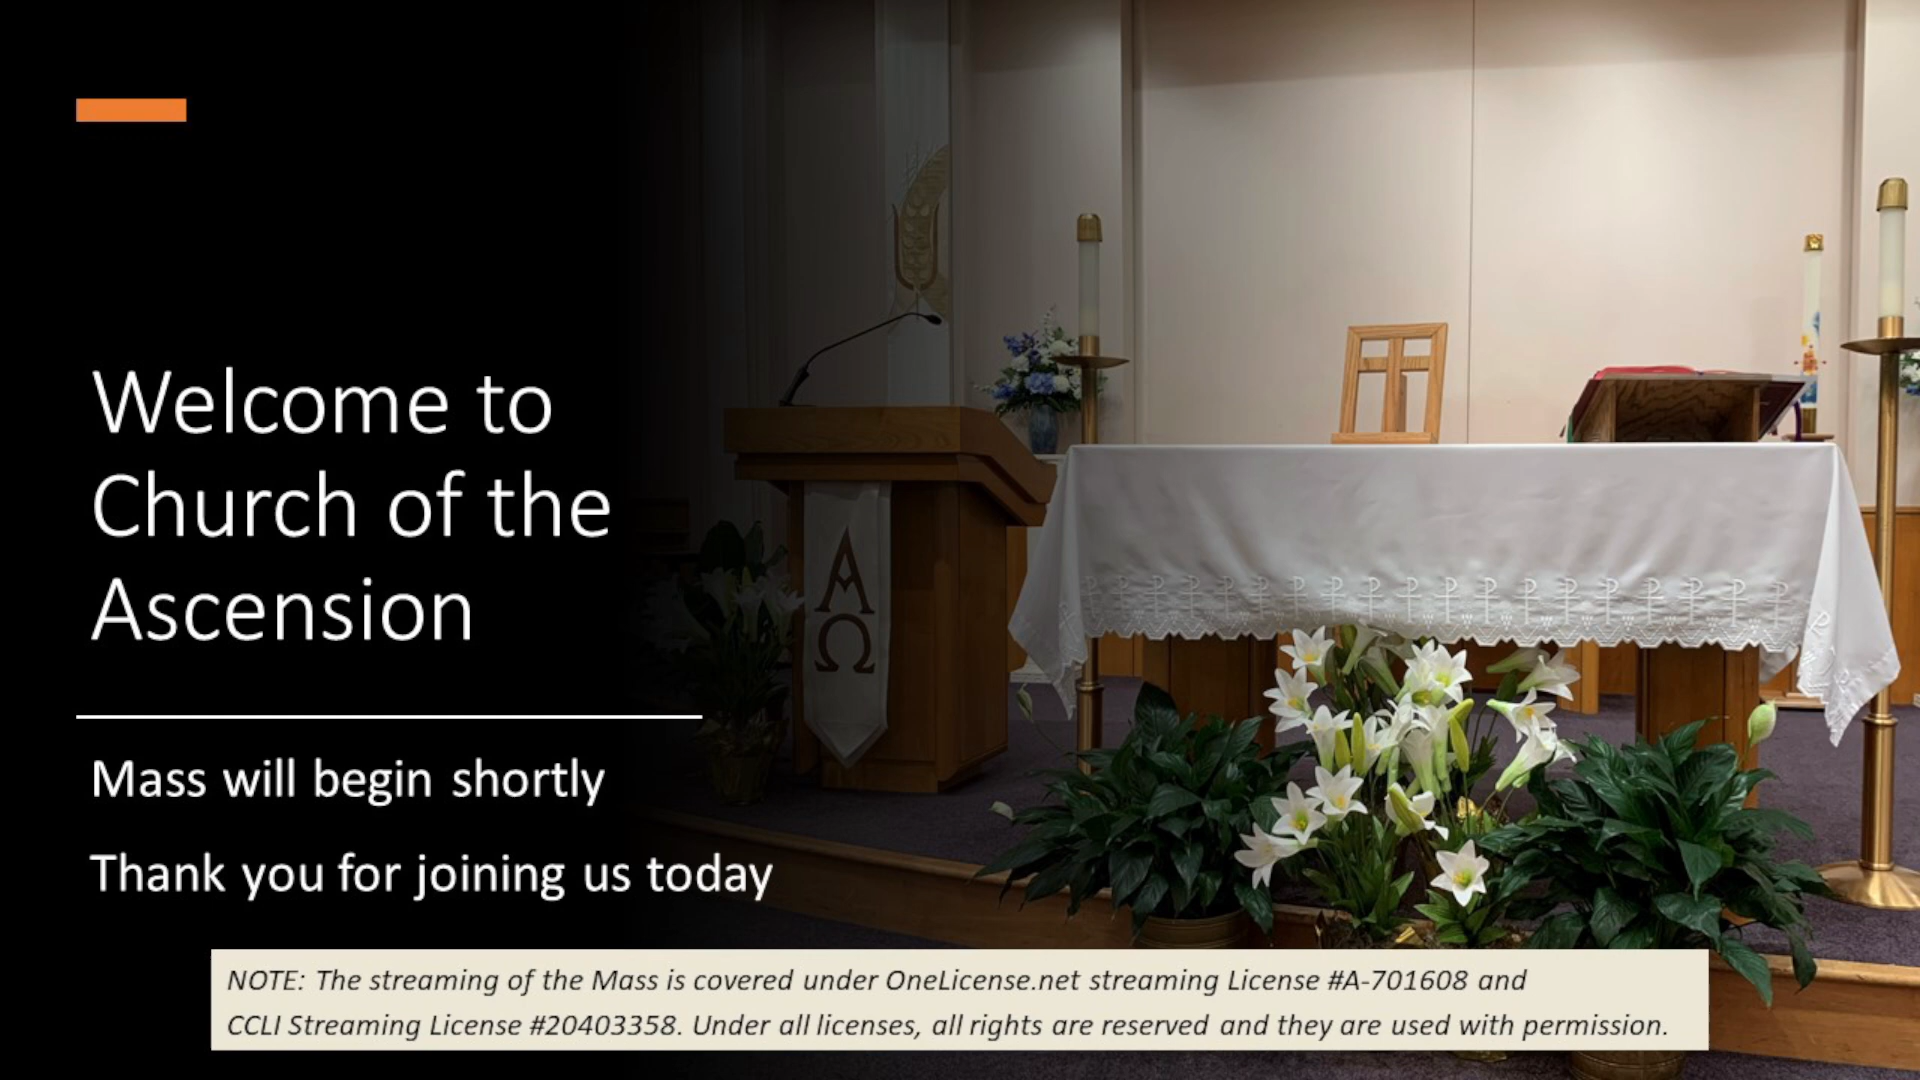 Welcome to
Church of the
Ascension
Mass will begin shortly
Thank you for joining us today
Α
Ω
NOTE: The streaming of the Mass is covered under OneLicense.net streaming License #A-701608 and
CCLI Streaming License #20403358. Under all licenses, all rights are reserved and they are used with permission.